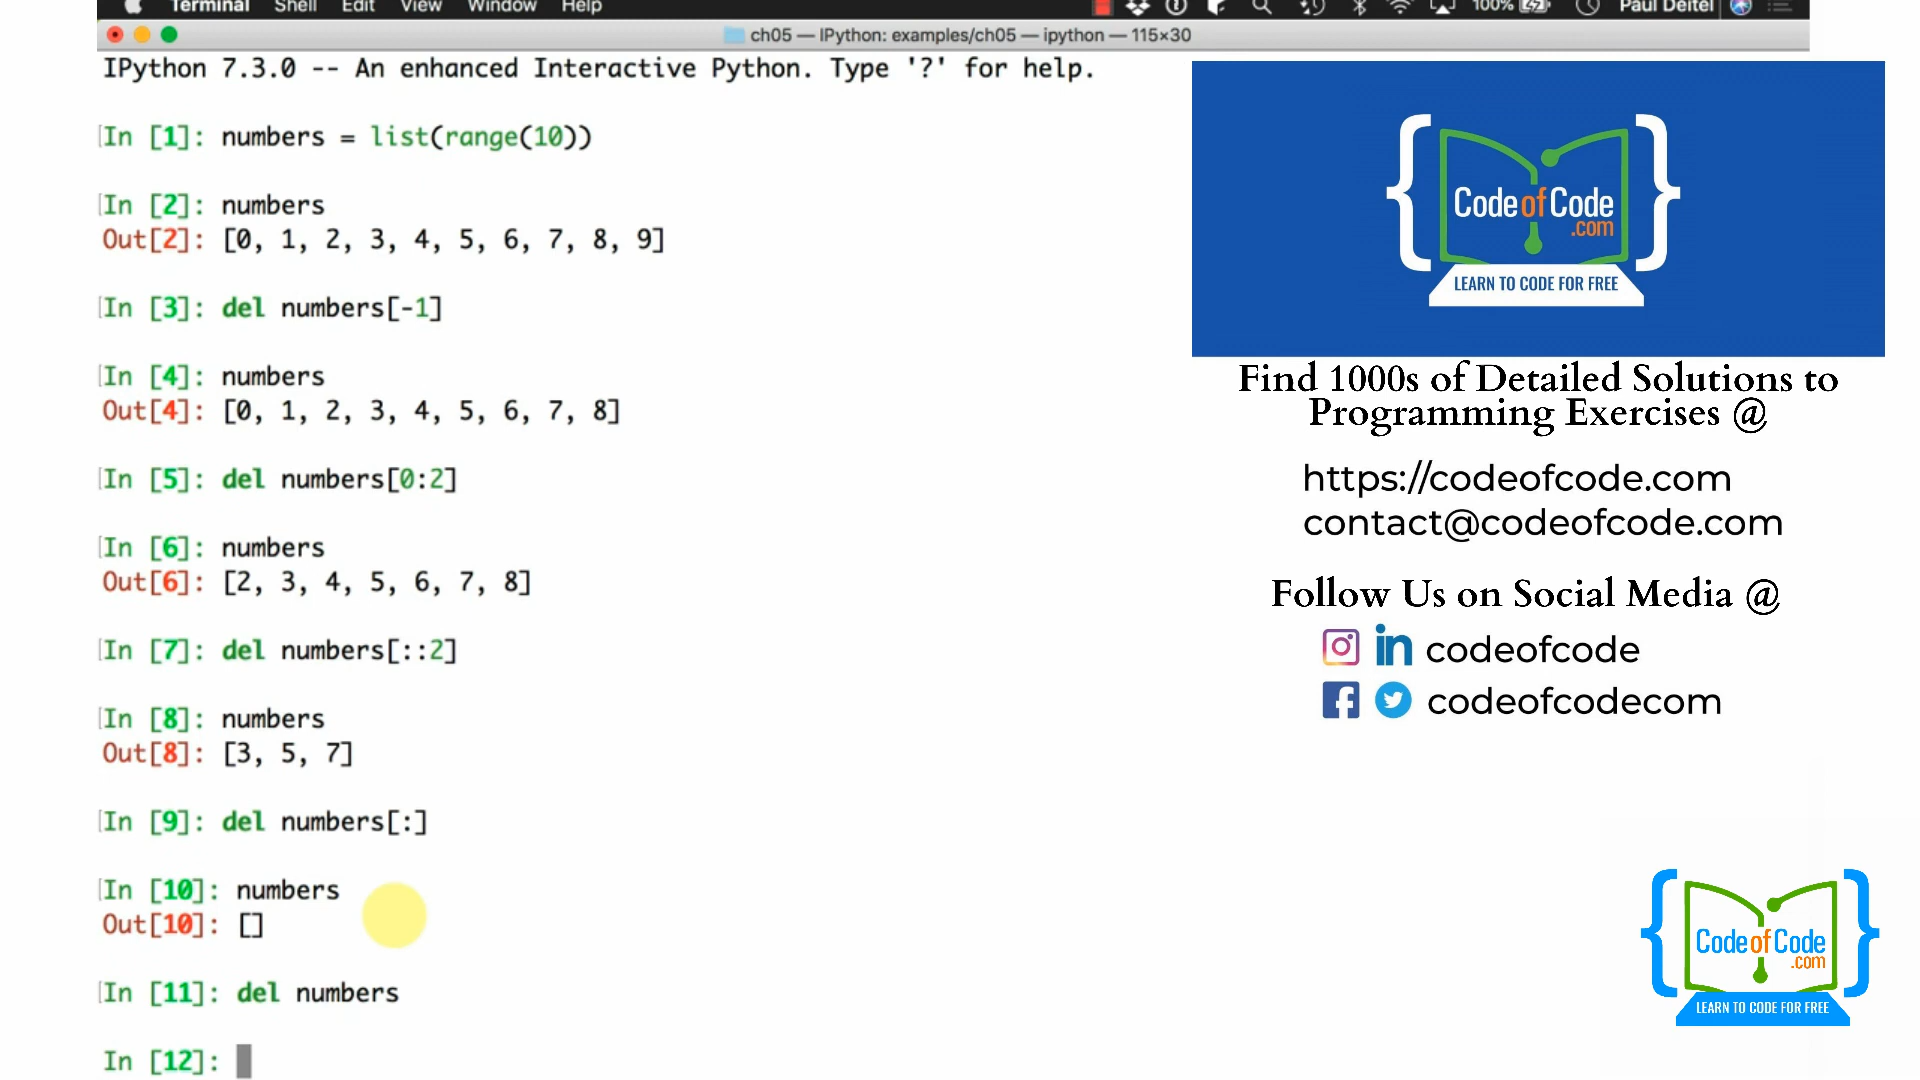 Terminal Shell Edit View Window Help 100% Paul Deitel
ch05 — IPython: examples/ch05 — ipython — 115×30
IPython 7.3.0 -- An enhanced Interactive Python. Type '?' for help.
In [1]: numbers = list(range(10))
In [2]: numbers
Out[2]: [0, 1, 2, 3, 4, 5, 6, 7, 8, 9]
In [3]: del numbers[-1]
In [4]: numbers
Out[4]: [0, 1, 2, 3, 4, 5, 6, 7, 8]
In [5]: del numbers[0:2]
In [6]: numbers
Out[6]: [2, 3, 4, 5, 6, 7, 8]
In [7]: del numbers[::2]
In [8]: numbers
Out[8]: [3, 5, 7]
In [9]: del numbers[:]
In [10]: numbers
Out[10]: []
In [11]: del numbers
In [12]:
CodeofCode
.com
LEARN TO CODE FOR FREE
Find 1000s of Detailed Solutions to
Programming Exercises @
https://codeofcode.com
contact@codeofcode.com
Follow Us on Social Media @
in codeofcode
f codeofcodecom
CodeofCode
.com
LEARN TO CODE FOR FREE